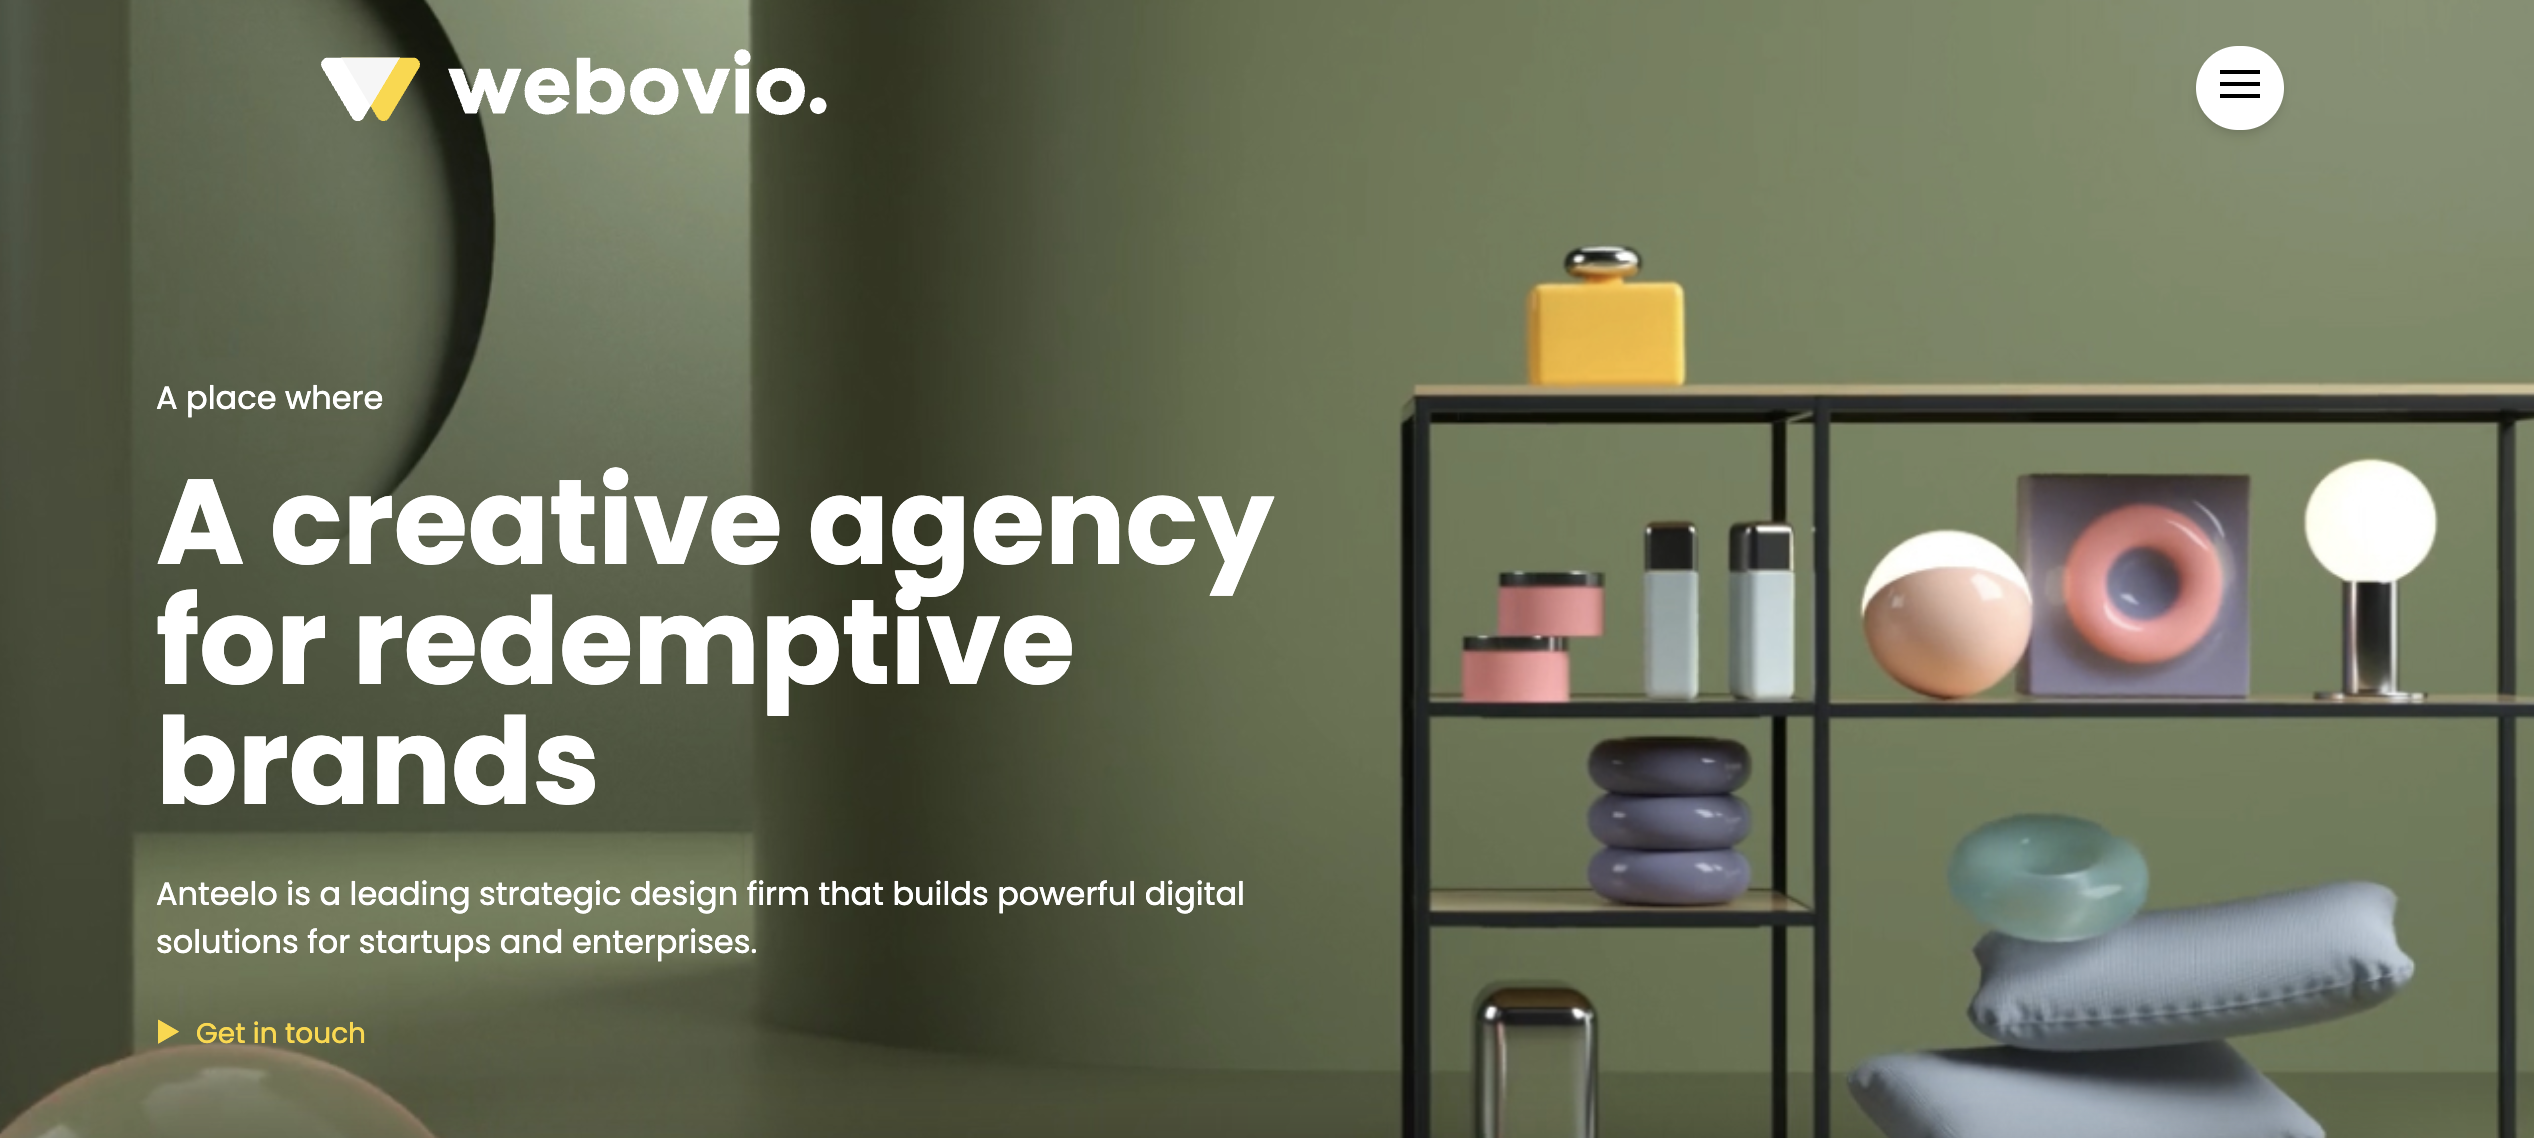 webovio.
A place where
A creative agency
for redemptive
brands
Anteelo is a leading strategic design firm that builds powerful digital
solutions for startups and enterprises.
Get in touch